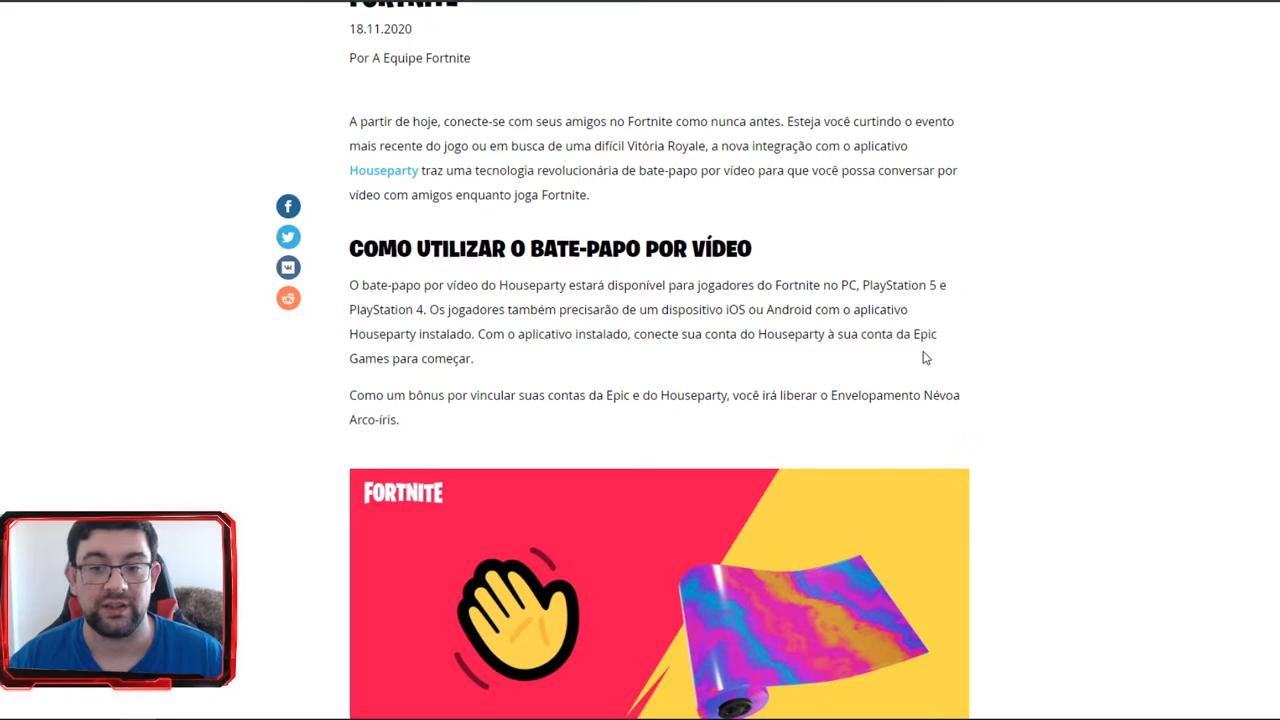 FORTNITE
18.11.2020
Por A Equipe Fortnite
A partir de hoje, conecte-se com seus amigos no Fortnite como nunca antes. Esteja você curtindo o evento
mais recente do jogo ou em busca de uma difícil Vitória Royale, a nova integração com o aplicativo
Houseparty traz uma tecnologia revolucionária de bate-papo por vídeo para que você possa conversar por
vídeo com amigos enquanto joga Fortnite.
COMO UTILIZAR O BATE-PAPO POR VÍDEO
O bate-papo por vídeo do Houseparty estará disponível para jogadores do Fortnite no PC, PlayStation 5 e
PlayStation 4. Os jogadores também precisarão de um dispositivo iOS ou Android com o aplicativo
Houseparty instalado. Com o aplicativo instalado, conecte sua conta do Houseparty à sua conta da Epic
Games para começar.
Como um bônus por vincular suas contas da Epic e do Houseparty, você irá liberar o Envelopamento Névoa
Arco-íris.
FORTNITE